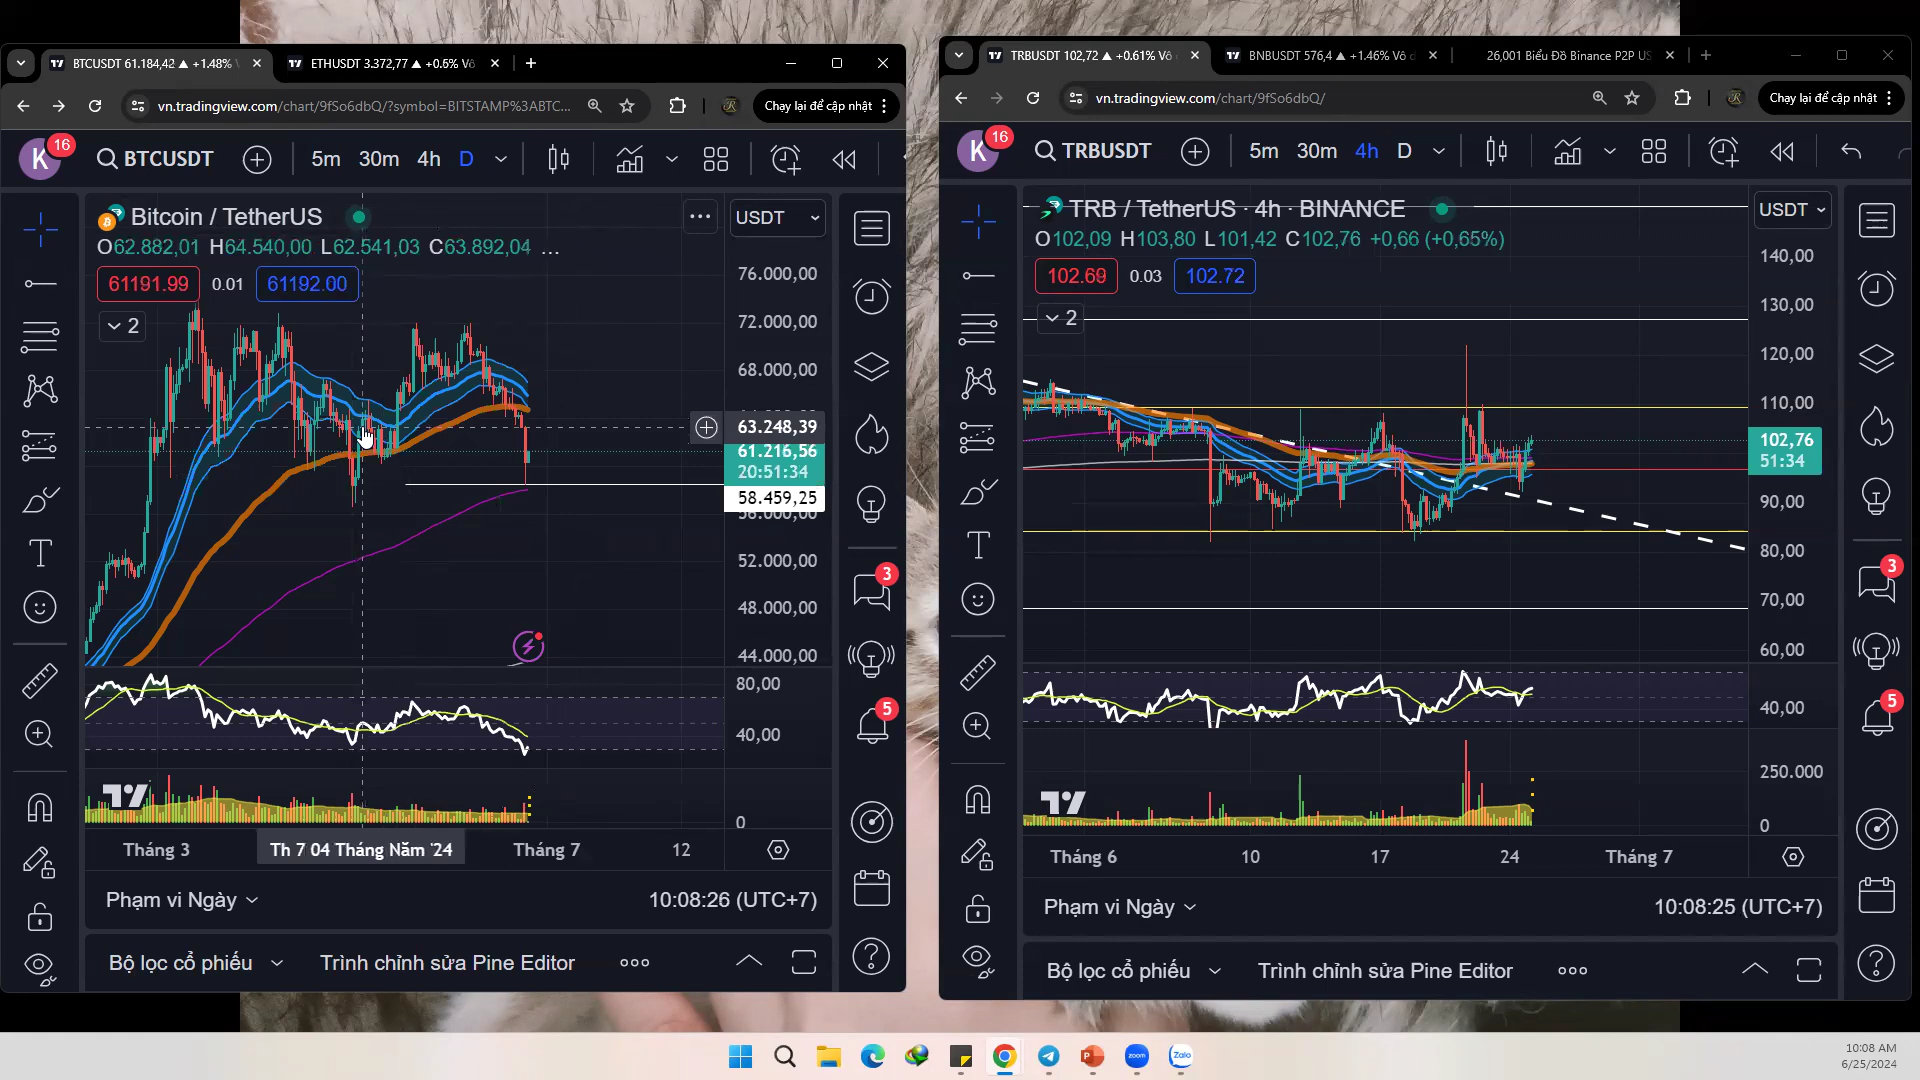 BTCUSDT 61.184,42 ▲ +1.48%
ETHUSDT 3.372,77 ▲ +0.6% Vô
vn.tradingview.com/chart/9fSo6dbQ/?symbol=BITSTAMP%3ABTC...
Chạy lại để cập nhật
K
16
BTCUSDT
5m 30m 4h D
Bitcoin / TetherUS
USDT
O62.882,01 H64.540,00 L62.541,03 C63.892,04 ...
61191.99 0.01 61192.00
2
76.000,00
72.000,00
68.000,00
63.248,39
61.216,56
20:51:34
58.459,25
56.000,00
52.000,00
48.000,00
44.000,00
80,00
40,00
0
3
5
Tháng 3
Th 7 04 Tháng Năm '24
Tháng 7
12
Phạm vi Ngày
10:08:26 (UTC+7)
Bộ lọc cổ phiếu
Trình chỉnh sửa Pine Editor
TRBUSDT 102,72 ▲ +0.61% Vô
BNBUSDT 576,4 ▲ +1.46% Vô
26,001 Biểu Đồ Binance P2P US
vn.tradingview.com/chart/9fSo6dbQ/
Chạy lại để cập nhật
K
16
TRBUSDT
5m 30m 4h D
TRB / TetherUS · 4h · BINANCE
USDT
O102,09 H103,80 L101,42 C102,76 +0,66 (+0,65%)
102.69 0.03 102.72
2
140,00
130,00
120,00
110,00
102,76
51:34
90,00
80,00
70,00
60,00
40,00
250.000
0
3
5
Tháng 6
10
17
24
Tháng 7
Phạm vi Ngày
10:08:25 (UTC+7)
Bộ lọc cổ phiếu
Trình chỉnh sửa Pine Editor
zoom
Zalo
10:08 AM
6/25/2024